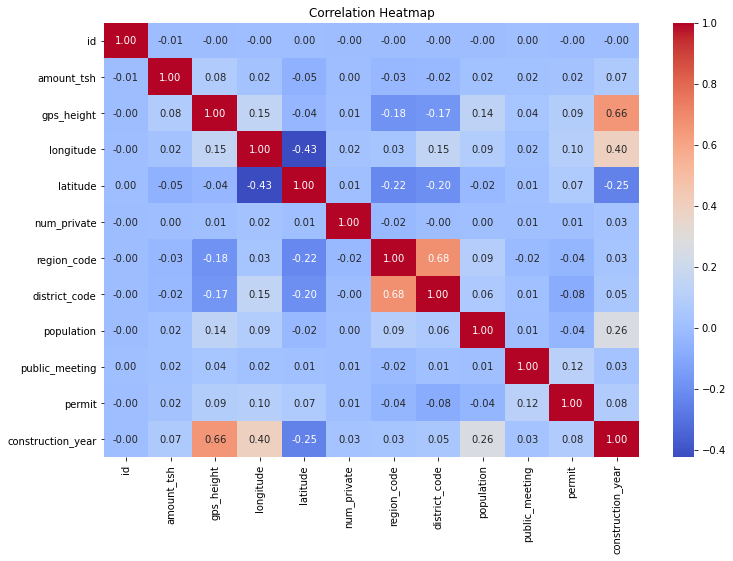 Correlation Heatmap
id 1.00 -0.01 -0.00 -0.00 0.00 -0.00 -0.00 -0.00 -0.00 0.00 -0.00 -0.00
amount_tsh -0.01 1.00 0.08 0.02 -0.05 0.00 -0.03 -0.02 0.02 0.02 0.02 0.07
gps_height -0.00 0.08 1.00 0.15 -0.04 0.01 -0.18 -0.17 0.14 0.04 0.09 0.66
longitude -0.00 0.02 0.15 1.00 -0.43 0.02 0.03 0.15 0.09 0.02 0.10 0.40
latitude 0.00 -0.05 -0.04 -0.43 1.00 0.01 -0.22 -0.20 -0.02 0.01 0.07 -0.25
num_private -0.00 0.00 0.01 0.02 0.01 1.00 -0.02 -0.00 0.00 0.01 0.01 0.03
region_code -0.00 -0.03 -0.18 0.03 -0.22 -0.02 1.00 0.68 0.09 -0.02 -0.04 0.03
district_code -0.00 -0.02 -0.17 0.15 -0.20 -0.00 0.68 1.00 0.06 0.01 -0.08 0.05
population -0.00 0.02 0.14 0.09 -0.02 0.00 0.09 0.06 1.00 0.01 -0.04 0.26
public_meeting 0.00 0.02 0.04 0.02 0.01 0.01 -0.02 0.01 0.01 1.00 0.12 0.03
permit -0.00 0.02 0.09 0.10 0.07 0.01 -0.04 -0.08 -0.04 0.12 1.00 0.08
construction_year -0.00 0.07 0.66 0.40 -0.25 0.03 0.03 0.05 0.26 0.03 0.08 1.00
id
amount_tsh
gps_height
longitude
latitude
num_private
region_code
district_code
population
public_meeting
permit
construction_year
1.0
0.8
0.6
0.4
0.2
0.0
−0.2
−0.4